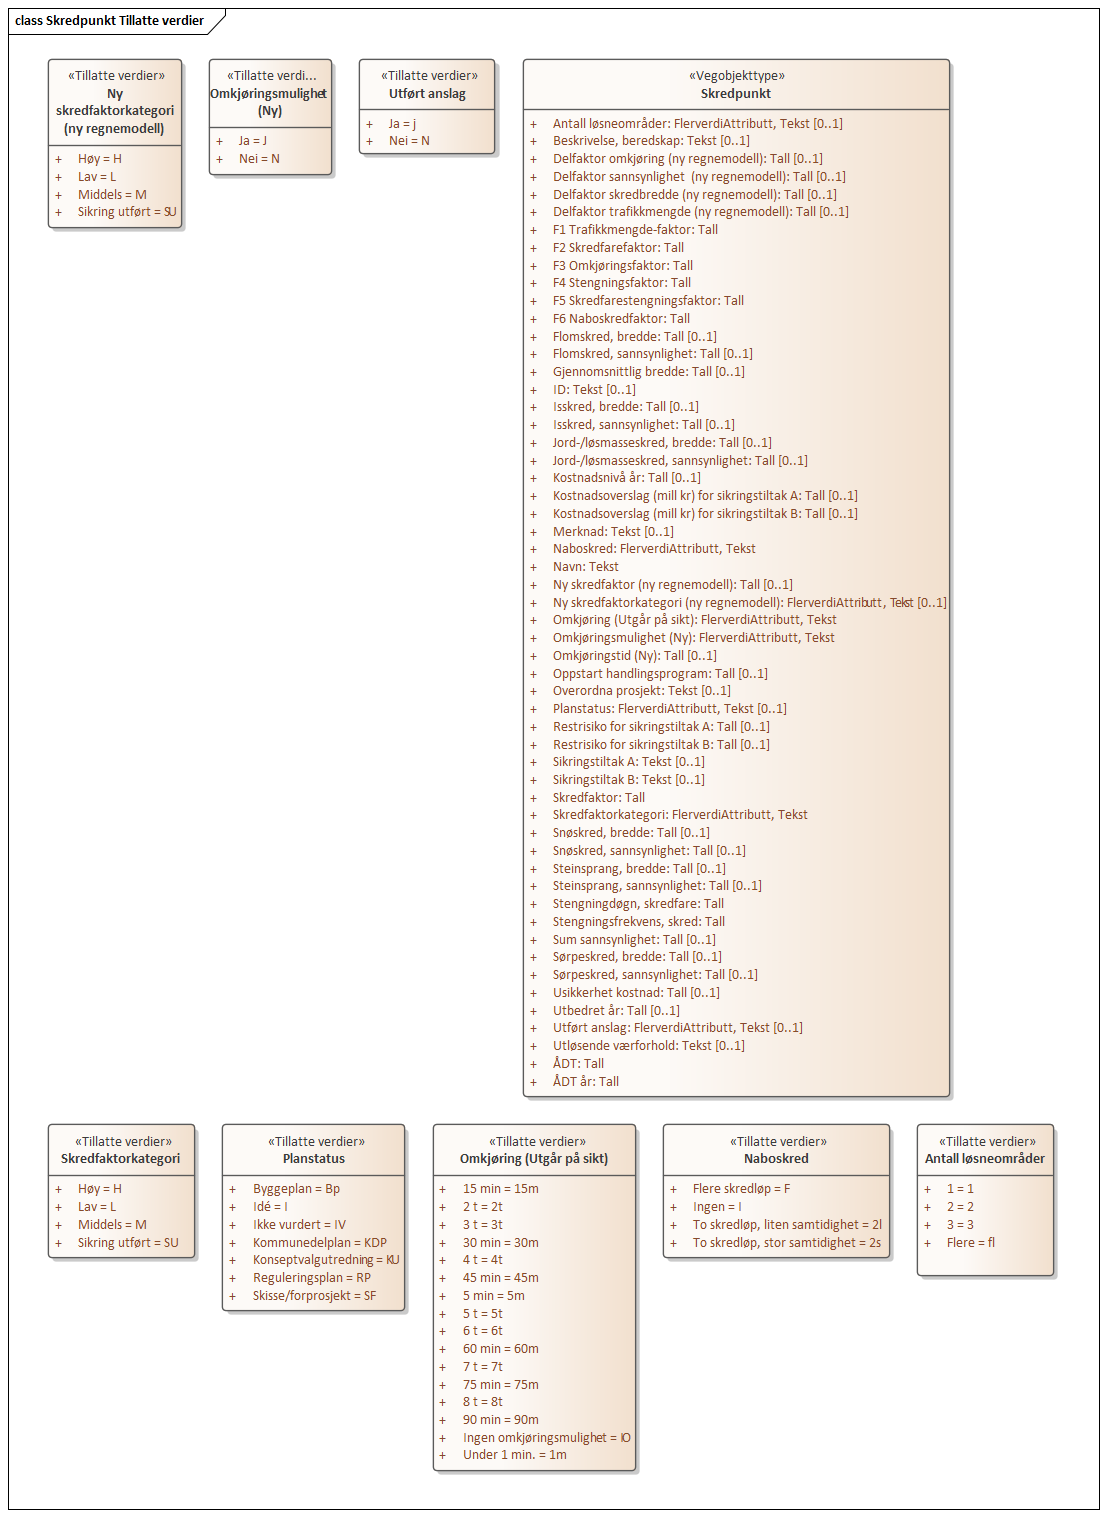 class Skredpunkt Tillatte verdier
«Tillatte verdier»
Ny
skredfaktorkategori
(ny regnemodell)
+ Høy = H
+ Lav = L
+ Middels = M
+ Sikring utført = SU
«Tillatte verdi...
Omkjøringsmulighet
(Ny)
+ Ja = J
+ Nei = N
«Tillatte verdier»
Utført anslag
+ Ja = j
+ Nei = N
«Vegobjekttype»
Skredpunkt
+ Antall løsneområder: FlerverdiAttributt, Tekst [0..1]
+ Beskrivelse, beredskap: Tekst [0..1]
+ Delfaktor omkjøring (ny regnemodell): Tall [0..1]
+ Delfaktor sannsynlighet  (ny regnemodell): Tall [0..1]
+ Delfaktor skredbredde (ny regnemodell): Tall [0..1]
+ Delfaktor trafikkmengde (ny regnemodell): Tall [0..1]
+ F1 Trafikkmengde-faktor: Tall
+ F2 Skredfarefaktor: Tall
+ F3 Omkjøringsfaktor: Tall
+ F4 Stengningsfaktor: Tall
+ F5 Skredfarestengningsfaktor: Tall
+ F6 Naboskredfaktor: Tall
+ Flomskred, bredde: Tall [0..1]
+ Flomskred, sannsynlighet: Tall [0..1]
+ Gjennomsnittlig bredde: Tall [0..1]
+ ID: Tekst [0..1]
+ Isskred, bredde: Tall [0..1]
+ Isskred, sannsynlighet: Tall [0..1]
+ Jord-/løsmasseskred, bredde: Tall [0..1]
+ Jord-/løsmasseskred, sannsynlighet: Tall [0..1]
+ Kostnadsnivå år: Tall [0..1]
+ Kostnadsoverslag (mill kr) for sikringstiltak A: Tall [0..1]
+ Kostnadsoverslag (mill kr) for sikringstiltak B: Tall [0..1]
+ Merknad: Tekst [0..1]
+ Naboskred: FlerverdiAttributt, Tekst
+ Navn: Tekst
+ Ny skredfaktor (ny regnemodell): Tall [0..1]
+ Ny skredfaktorkategori (ny regnemodell): FlerverdiAttributt, Tekst [0..1]
+ Omkjøring (Utgår på sikt): FlerverdiAttributt, Tekst
+ Omkjøringsmulighet (Ny): FlerverdiAttributt, Tekst
+ Omkjøringstid (Ny): Tall [0..1]
+ Oppstart handlingsprogram: Tall [0..1]
+ Overordna prosjekt: Tekst [0..1]
+ Planstatus: FlerverdiAttributt, Tekst [0..1]
+ Restrisiko for sikringstiltak A: Tall [0..1]
+ Restrisiko for sikringstiltak B: Tall [0..1]
+ Sikringstiltak A: Tekst [0..1]
+ Sikringstiltak B: Tekst [0..1]
+ Skredfaktor: Tall
+ Skredfaktorkategori: FlerverdiAttributt, Tekst
+ Snøskred, bredde: Tall [0..1]
+ Snøskred, sannsynlighet: Tall [0..1]
+ Steinsprang, bredde: Tall [0..1]
+ Steinsprang, sannsynlighet: Tall [0..1]
+ Stengningdøgn, skredfare: Tall
+ Stengningsfrekvens, skred: Tall
+ Sum sannsynlighet: Tall [0..1]
+ Sørpeskred, bredde: Tall [0..1]
+ Sørpeskred, sannsynlighet: Tall [0..1]
+ Usikkerhet kostnad: Tall [0..1]
+ Utbedret år: Tall [0..1]
+ Utført anslag: FlerverdiAttributt, Tekst [0..1]
+ Utløsende værforhold: Tekst [0..1]
+ ÅDT: Tall
+ ÅDT år: Tall
«Tillatte verdier»
Skredfaktorkategori
+ Høy = H
+ Lav = L
+ Middels = M
+ Sikring utført = SU
«Tillatte verdier»
Planstatus
+ Byggeplan = Bp
+ Idé = I
+ Ikke vurdert = IV
+ Kommunedelplan = KDP
+ Konseptvalgutredning = KU
+ Reguleringsplan = RP
+ Skisse/forprosjekt = SF
«Tillatte verdier»
Omkjøring (Utgår på sikt)
+ 15 min = 15m
+ 2 t = 2t
+ 3 t = 3t
+ 30 min = 30m
+ 4 t = 4t
+ 45 min = 45m
+ 5 min = 5m
+ 5 t = 5t
+ 6 t = 6t
+ 60 min = 60m
+ 7 t = 7t
+ 75 min = 75m
+ 8 t = 8t
+ 90 min = 90m
+ Ingen omkjøringsmulighet = IO
+ Under 1 min. = 1m
«Tillatte verdier»
Naboskred
+ Flere skredløp = F
+ Ingen = I
+ To skredløp, liten samtidighet = 2l
+ To skredløp, stor samtidighet = 2s
«Tillatte verdier»
Antall løsneområder
+ 1 = 1
+ 2 = 2
+ 3 = 3
+ Flere = fl